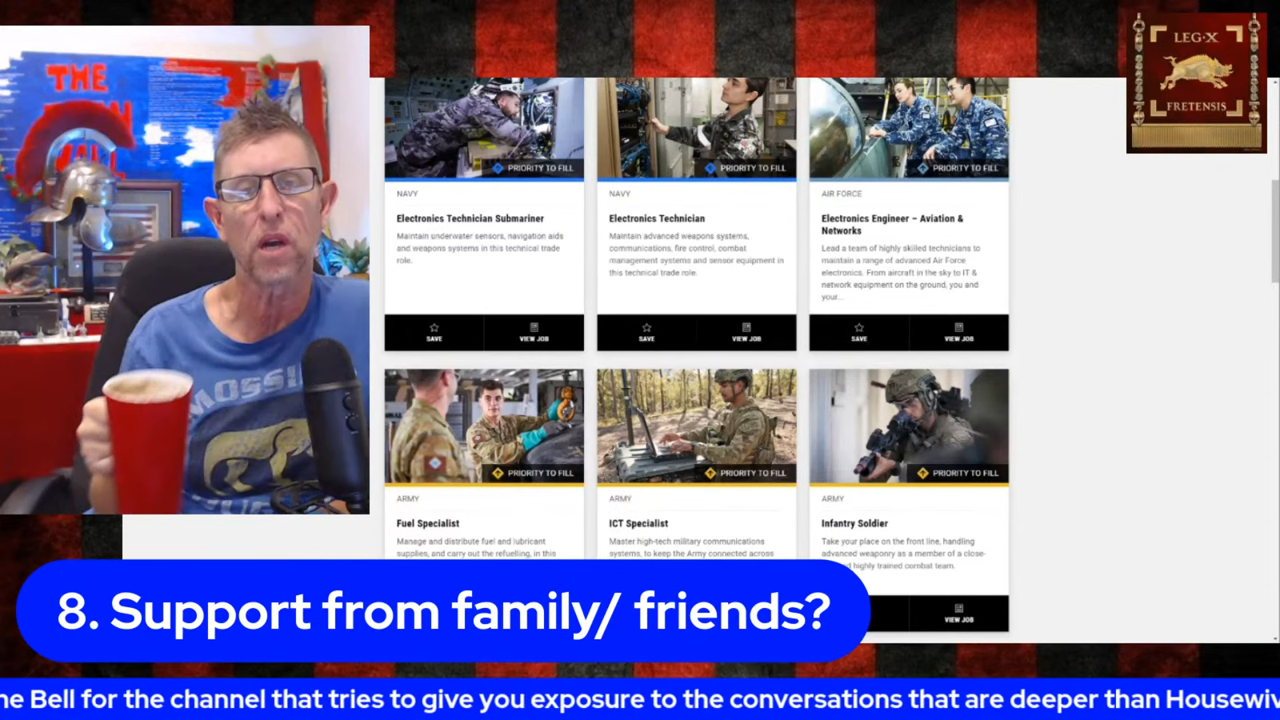 THE
LEG·X
FRETENSIS
PRIORITY TO FILL
PRIORITY TO FILL
PRIORITY TO FILL
NAVY
Electronics Technician Submariner
Maintain underwater sensors, navigation aids
and weapons systems in this technical trade
role.
SAVE
VIEW JOB
NAVY
Electronics Technician
Maintain advanced weapons systems,
communications, fire control, combat
management systems and sensor equipment in
this technical trade role.
SAVE
VIEW JOB
AIR FORCE
Electronics Engineer – Aviation &
Networks
Lead a team of highly skilled technicians to
maintain a range of advanced Air Force
electronics. From aircraft in the sky to IT &
network equipment on the ground, you and
your...
SAVE
VIEW JOB
MOSSI
PRIORITY TO FILL
PRIORITY TO FILL
PRIORITY TO FILL
ARMY
Fuel Specialist
Manage and distribute fuel and lubricant
supplies, and carry out the refuelling, in this
ARMY
ICT Specialist
Master high-tech military communications
systems, to keep the Army connected across
ARMY
Infantry Soldier
Take your place on the front line, handling
advanced weaponry as a member of a close-
highly trained combat team.
VIEW JOB
8. Support from family/ friends?
he Bell for the channel that tries to give you exposure to the conversations that are deeper than Housewiv